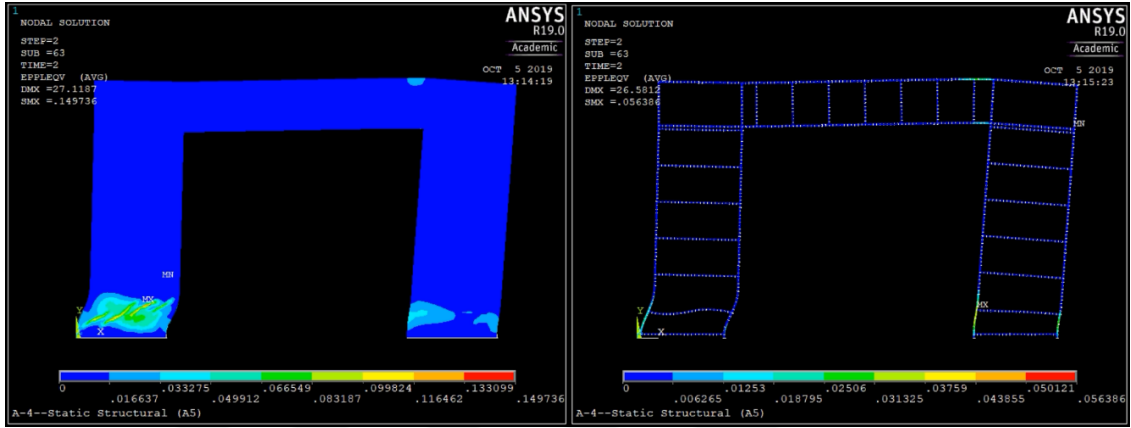 1
NODAL SOLUTION
STEP=2
SUB =63
TIME=2
EPPLEQV (AVG)
DMX=27.1187
SMX=.149736
ANSYS
R19.0
Academic
OCT 5 2019
13:14:19
MN
MX
Y
X
0 .033275 .066549 .099824 .133099
.016637 .049912 .083187 .116462 .149736
A-4--Static Structural (A5)
1
NODAL SOLUTION
STEP=2
SUB =63
TIME=2
EPPLEQV (AVG)
DMX=26.5812
SMX=.056386
ANSYS
R19.0
Academic
OCT 5 2019
13:15:23
MN
MX
Y
X
0 .01253 .02506 .03759 .050121
.006265 .018795 .031325 .043855 .056386
A-4--Static Structural (A5)